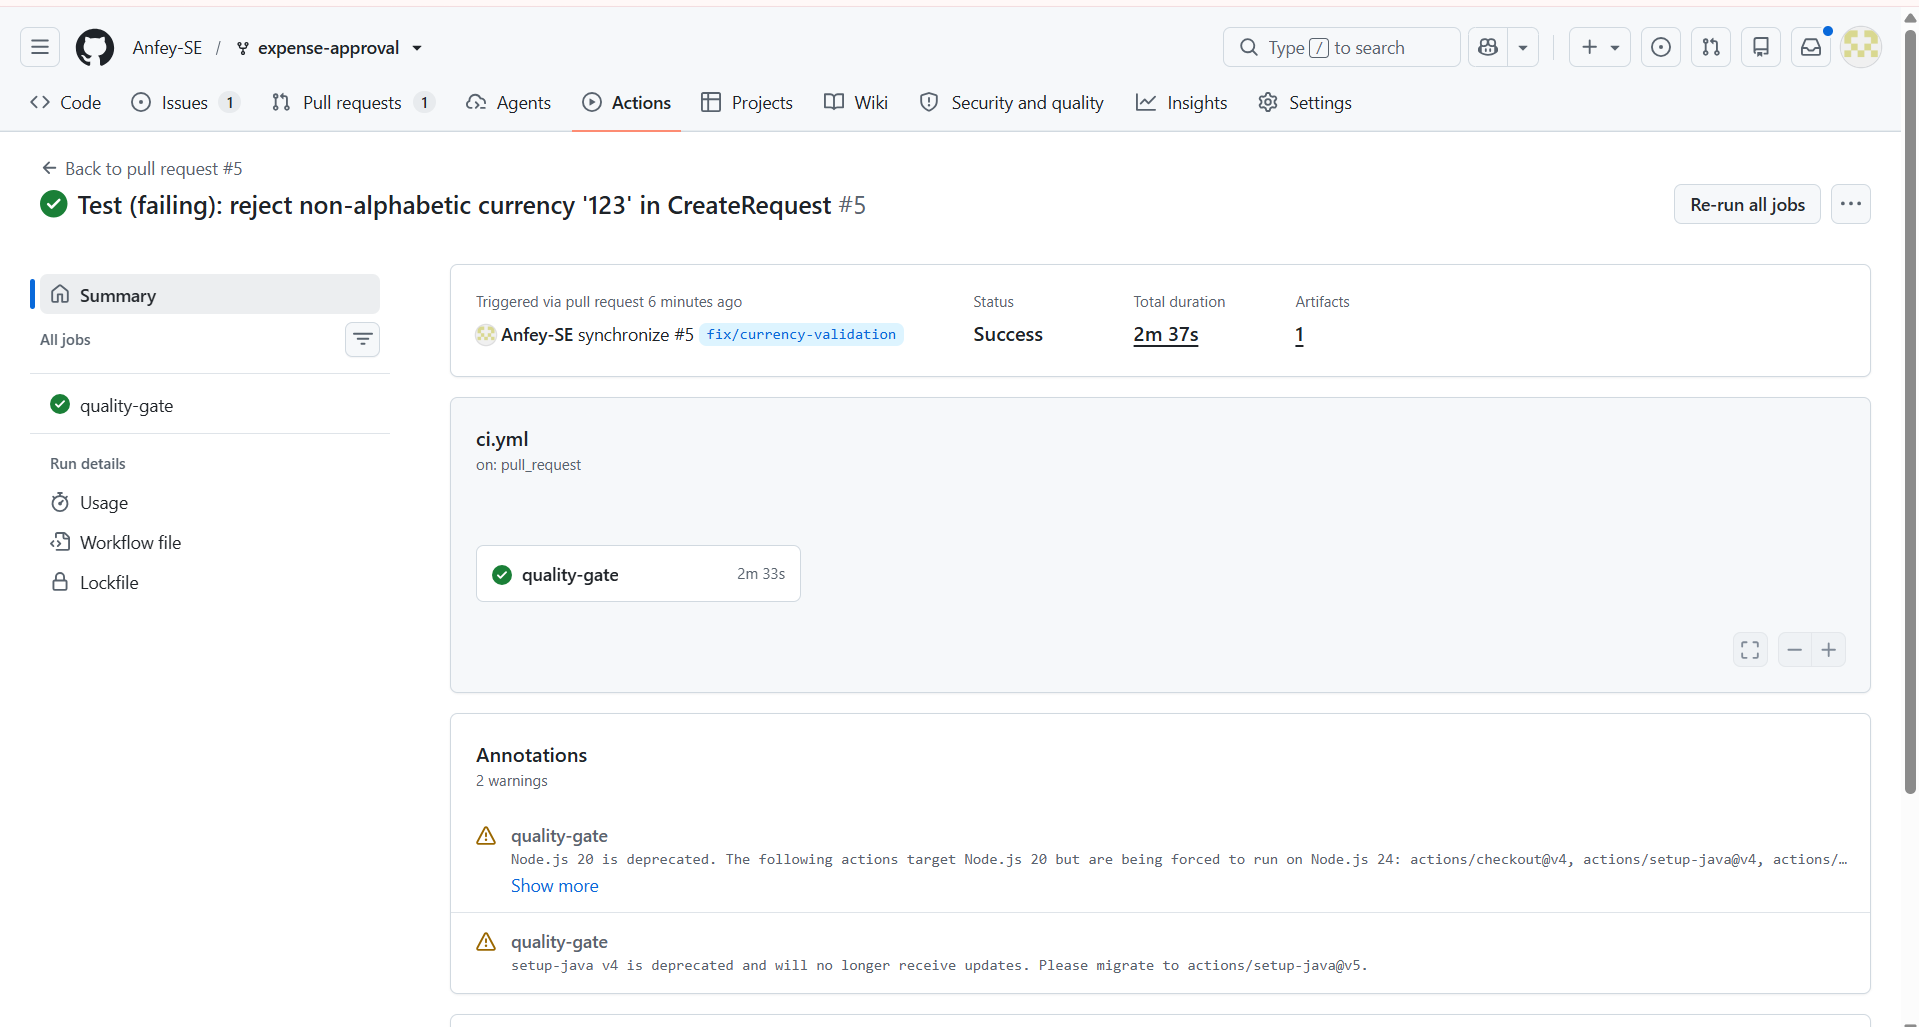 Anfey-SE / expense-approval
Type / to search
Code
Issues 1
Pull requests 1
Agents
Actions
Projects
Wiki
Security and quality
Insights
Settings
Back to pull request #5
Test (failing): reject non-alphabetic currency '123' in CreateRequest #5
Re-run all jobs
Summary
All jobs
quality-gate
Run details
Usage
Workflow file
Lockfile
Triggered via pull request 6 minutes ago
Anfey-SE synchronize #5 fix/currency-validation
Status
Success
Total duration
2m 37s
Artifacts
1
ci.yml
on: pull_request
quality-gate 2m 33s
Annotations
2 warnings
quality-gate
Node.js 20 is deprecated. The following actions target Node.js 20 but are being forced to run on Node.js 24: actions/checkout@v4, actions/setup-java@v4, actions/…
Show more
quality-gate
setup-java v4 is deprecated and will no longer receive updates. Please migrate to actions/setup-java@v5.